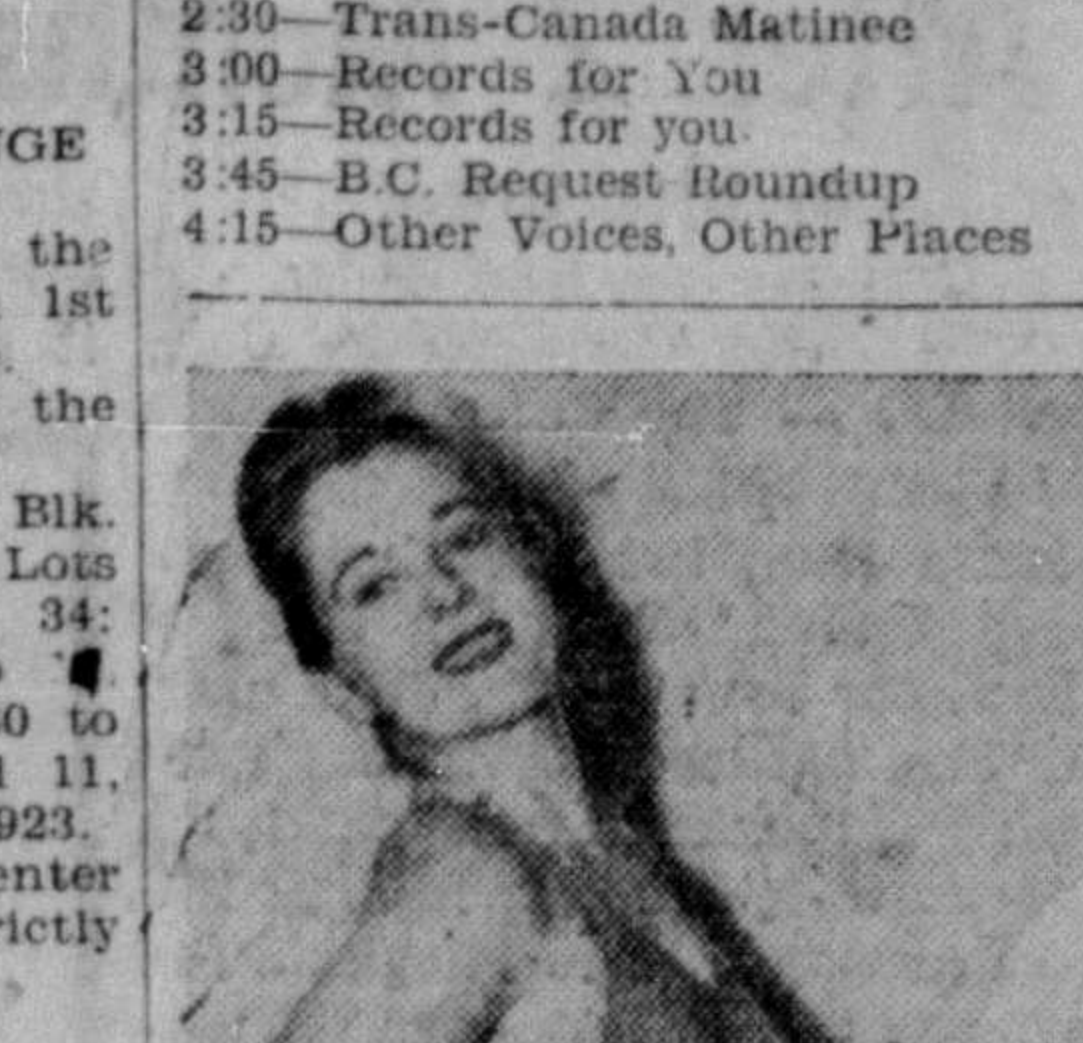 'GE
the
1st
the
Blk.
Lots
34:
0 to
11,
923.
enter
rictly
2:30—Trans-Canada Matinee
3:00—Records for You
3:15—Records for you.
3:45—B.C. Request Roundup
4:15—Other Voices, Other Places